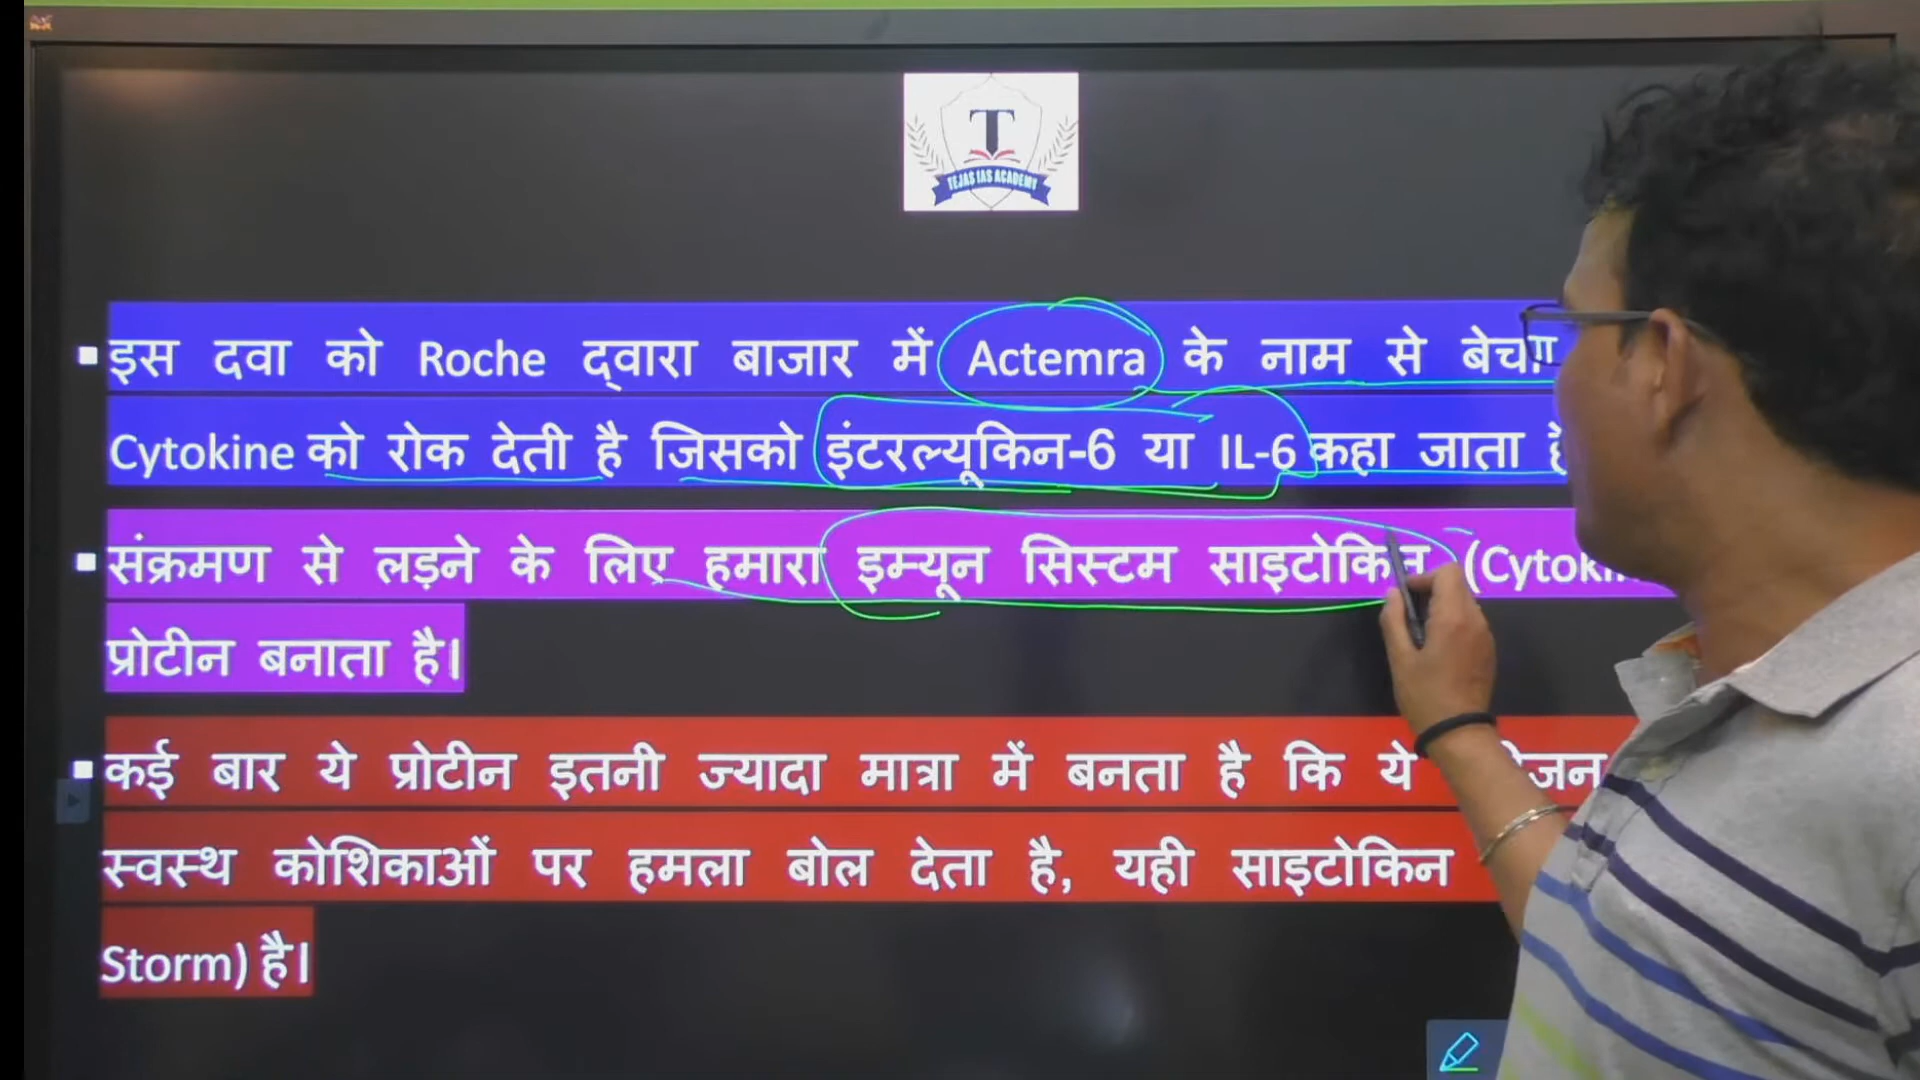 T
TEJAS IAS ACADEMY
इस दवा को Roche द्वारा बाजार में Actemra के नाम से
Cytokine को रोक देती है जिसको इंटरल्यूकिन-6 या IL-6 कहा जाता
संक्रमण से लड़ने के लिए हमारा इम्यून सिस्टम साइटोकिन
प्रोटीन बनाता है।
कई बार ये प्रोटीन इतनी ज्यादा मात्रा में बनता है कि ये
स्वस्थ कोशिकाओं पर हमला बोल देता है, यही साइटोकिन
Storm) है।